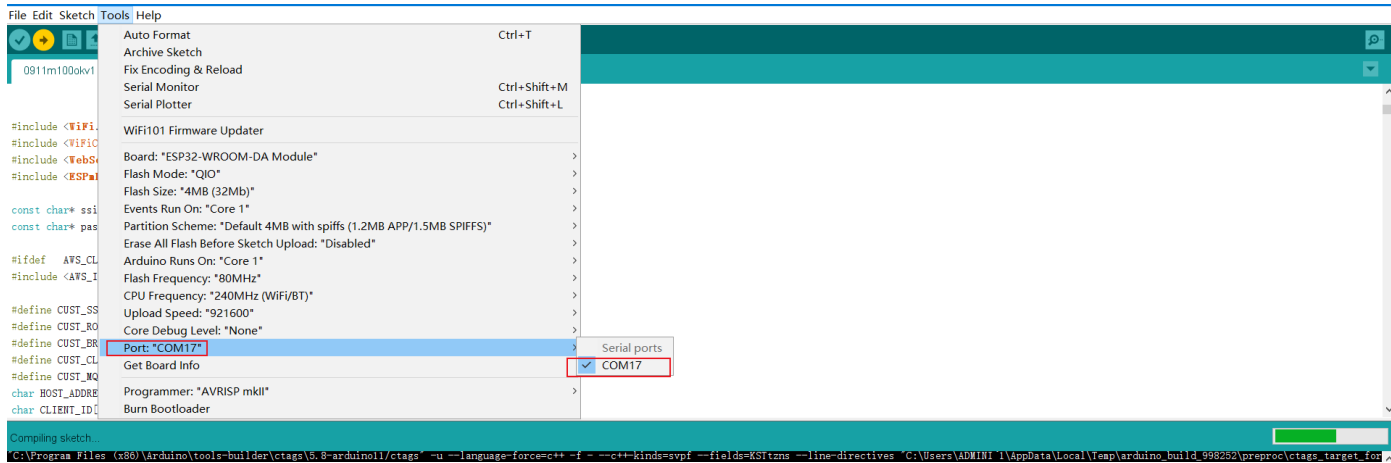 File Edit Sketch Tools Help
Auto Format Ctrl+T
Archive Sketch
0911m100okv1 Fix Encoding & Reload
Serial Monitor Ctrl+Shift+M
Serial Plotter Ctrl+Shift+L
#include <WiFi.
WiFi101 Firmware Updater
#include <WiFiC
#include <WebSe
Board: "ESP32-WROOM-DA Module"
#include <ESPmD
Flash Mode: "QIO"
Flash Size: "4MB (32Mb)"
const char* ssi
Events Run On: "Core 1"
const char* pas
Partition Scheme: "Default 4MB with spiffs (1.2MB APP/1.5MB SPIFFS)"
Erase All Flash Before Sketch Upload: "Disabled"
#ifdef AWS_CL
Arduino Runs On: "Core 1"
#include <AWS_I
Flash Frequency: "80MHz"
CPU Frequency: "240MHz (WiFi/BT)"
#define CUST_SS
Upload Speed: "921600"
#define CUST_RO
Core Debug Level: "None"
#define CUST_BR
Port: "COM17"
Serial ports
#define CUST_CL
Get Board Info
COM17
#define CUST_MQ
char HOST_ADDRE
Programmer: "AVRISP mkII"
char CLIENT_ID[
Burn Bootloader
Compiling sketch...
"C:\Program Files (x86)\Arduino\tools-builder\ctags\5.8-arduino11/ctags" -u --language-force=c++ -f - --c++-kinds=svpf --fields=KSTtzns --line-directives "C:\Users\ADMINI~1\AppData\Local\Temp\arduino_build_998252\preproc\ctags_target_for